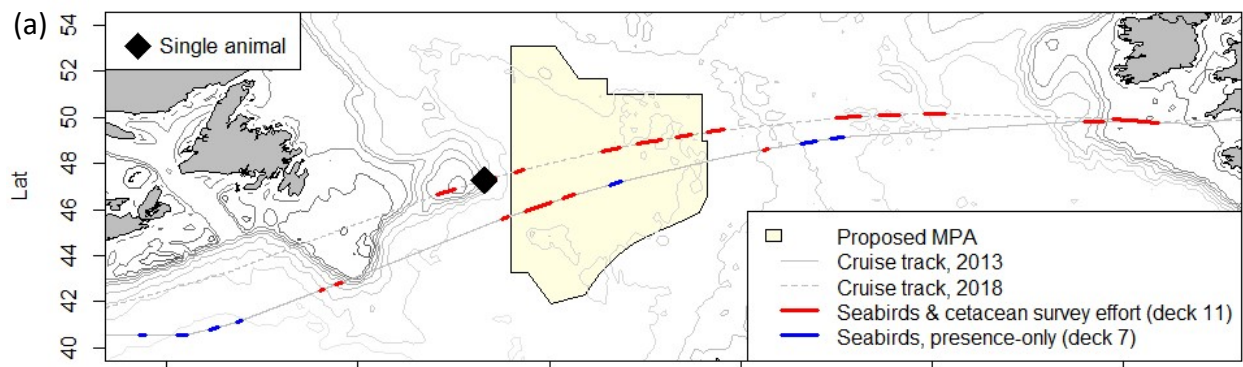 (a)
Single animal
Lat
54
52
50
48
46
44
42
40
Proposed MPA
Cruise track, 2013
Cruise track, 2018
Seabirds & cetacean survey effort (deck 11)
Seabirds, presence-only (deck 7)